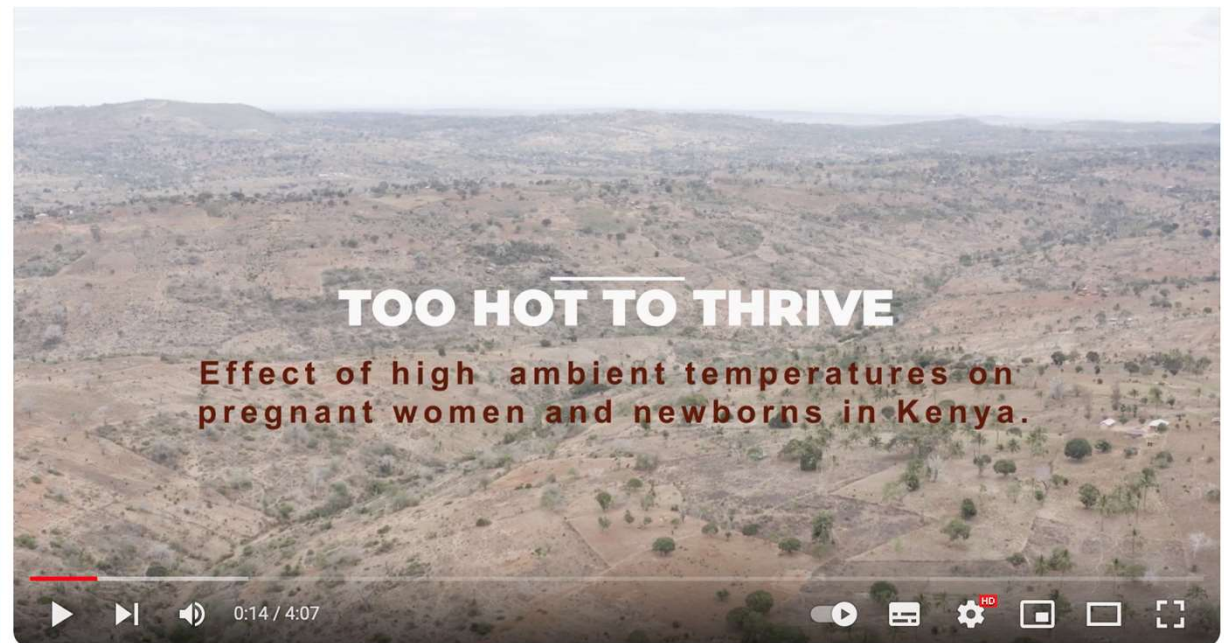 TOO HOT TO THRIVE
Effect of high ambient temperatures on
pregnant women and newborns in Kenya.
0:14 / 4:07
HD